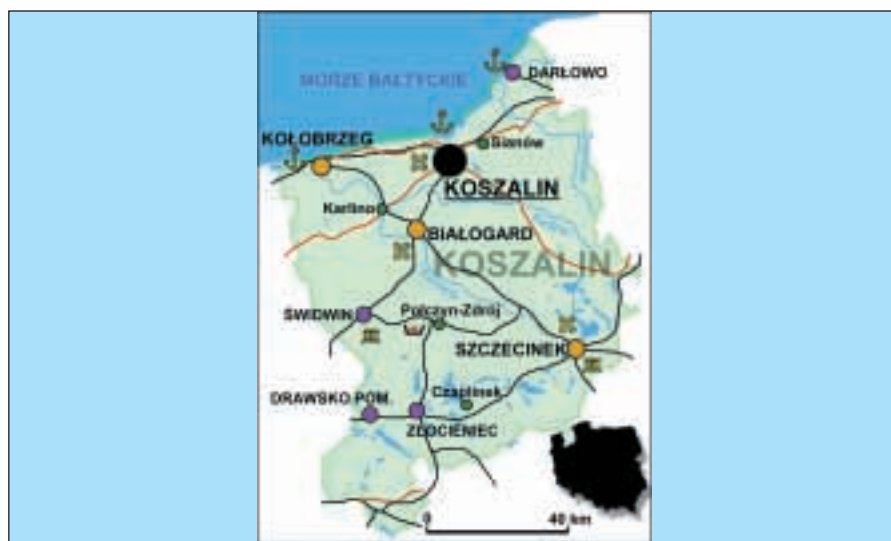 MORZE BAŁTYCKIE
DARŁOWO
KOŁOBRZEG
Sianów
KOSZALIN
Karlino
BIAŁOGARD
KOSZALIN
ŚWIDWIN
Połczyn-Zdrój
SZCZECINEK
DRAWSKO POM.
Czaplinek
ZŁOCIENIEC
0 40 km